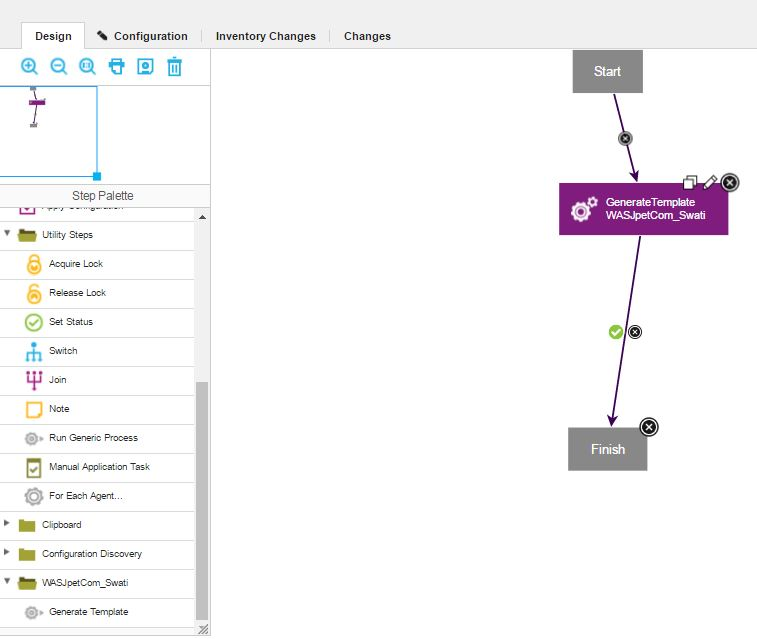 Design
Configuration
Inventory Changes
Changes
Step Palette
Apply Configuration
Utility Steps
Acquire Lock
Release Lock
Set Status
Switch
Join
Note
Run Generic Process
Manual Application Task
For Each Agent...
Clipboard
Configuration Discovery
WASJpetCom_Swati
Generate Template
Start
GenerateTemplate
WASJpetCom_Swati
Finish